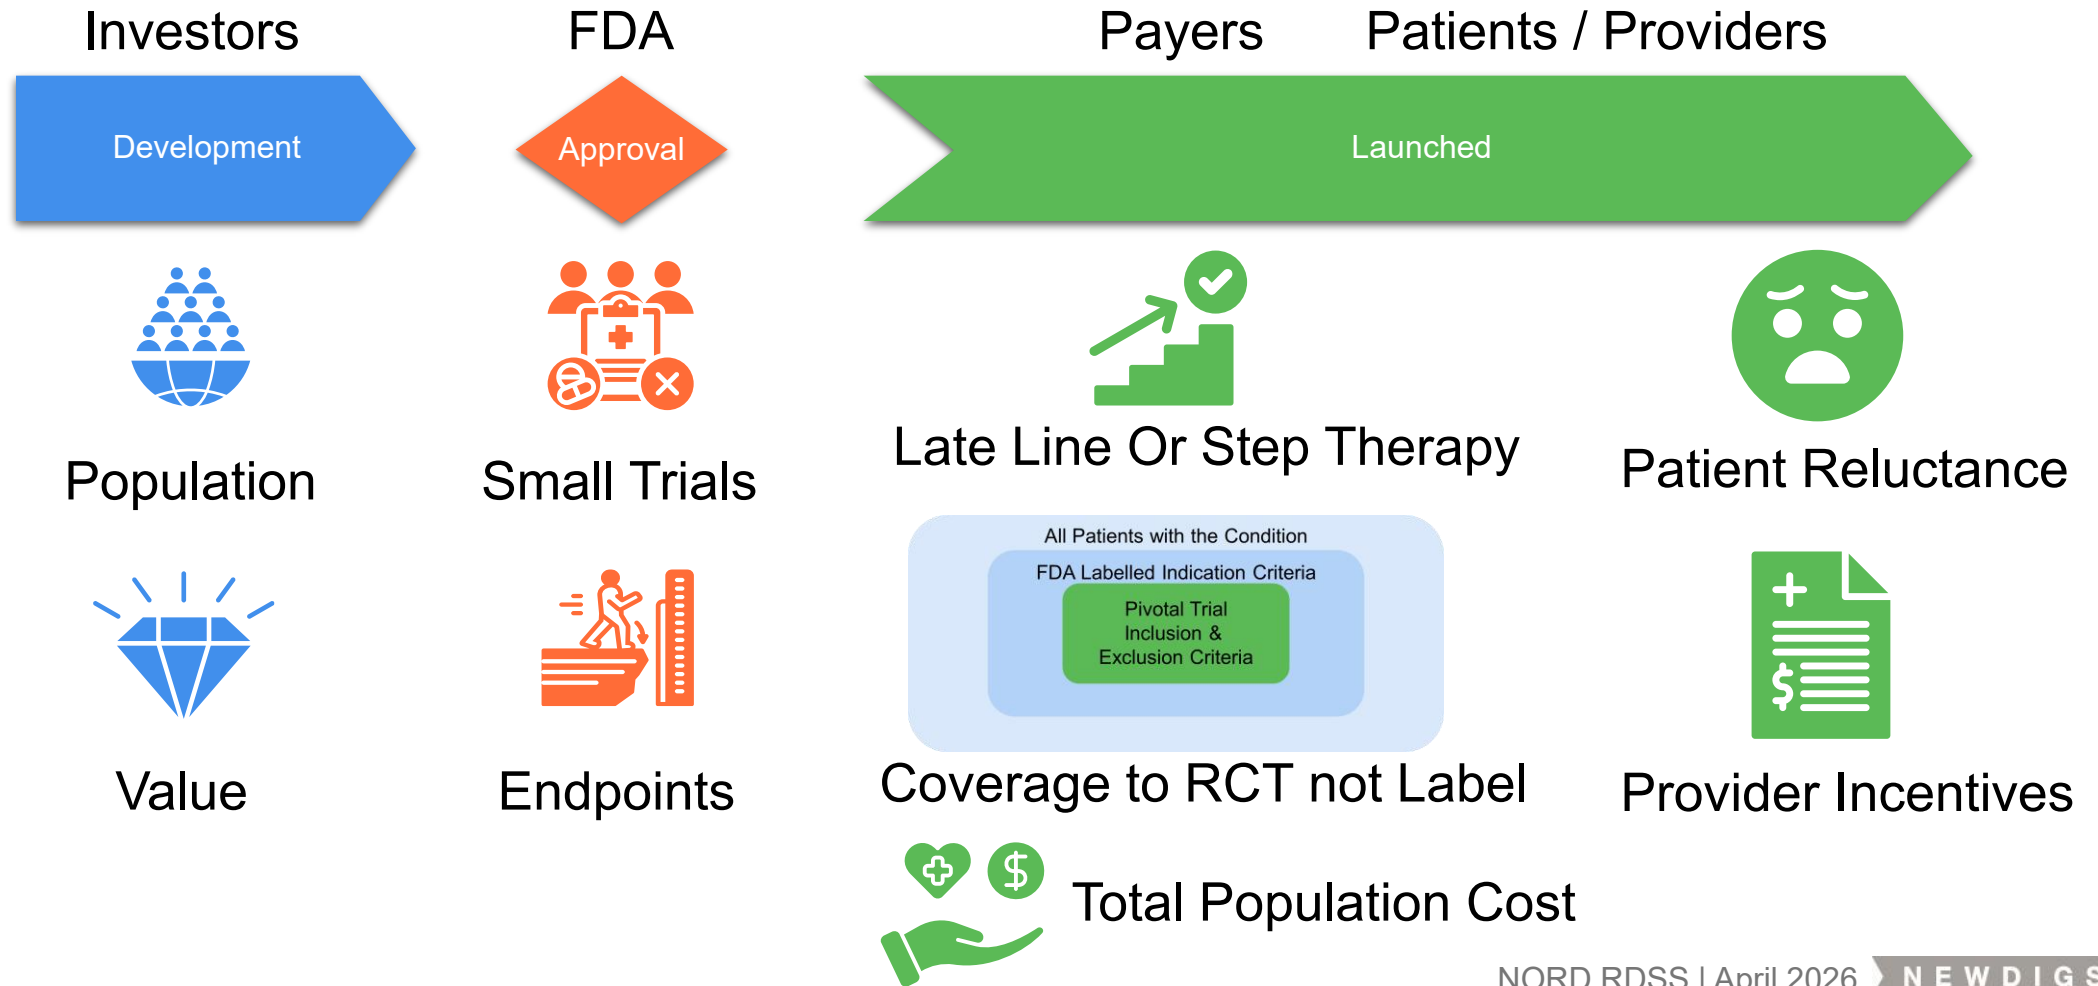 Investors
FDA
Payers
Patients / Providers
Development
Approval
Launched
Population
Small Trials
Late Line Or Step Therapy
Patient Reluctance
All Patients with the Condition
FDA Labelled Indication Criteria
Pivotal Trial
Inclusion &
Exclusion Criteria
$
Value
Endpoints
Coverage to RCT not Label
Provider Incentives
$
Total Population Cost
NORD RDSS | April 2026
NEWDIGS